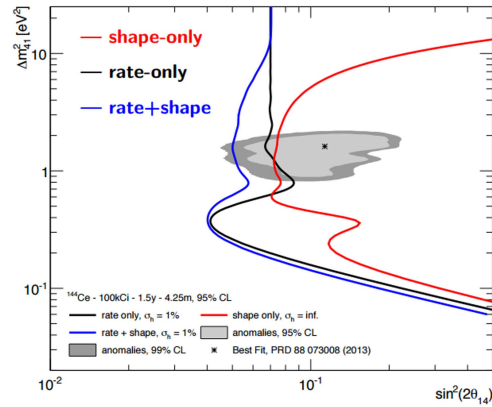 Δm²₄₁ [eV²]
shape-only
rate-only
rate+shape
10
1
10⁻¹
¹⁴⁴Ce - 100kCi - 1.5y - 4.25m, 95% CL
rate only, σₕ = 1%
shape only, σₕ = inf.
rate + shape, σₕ = 1%
anomalies, 95% CL
anomalies, 99% CL
Best Fit, PRD 88 073008 (2013)
10⁻²
10⁻¹
sin²(2θ₁₄)